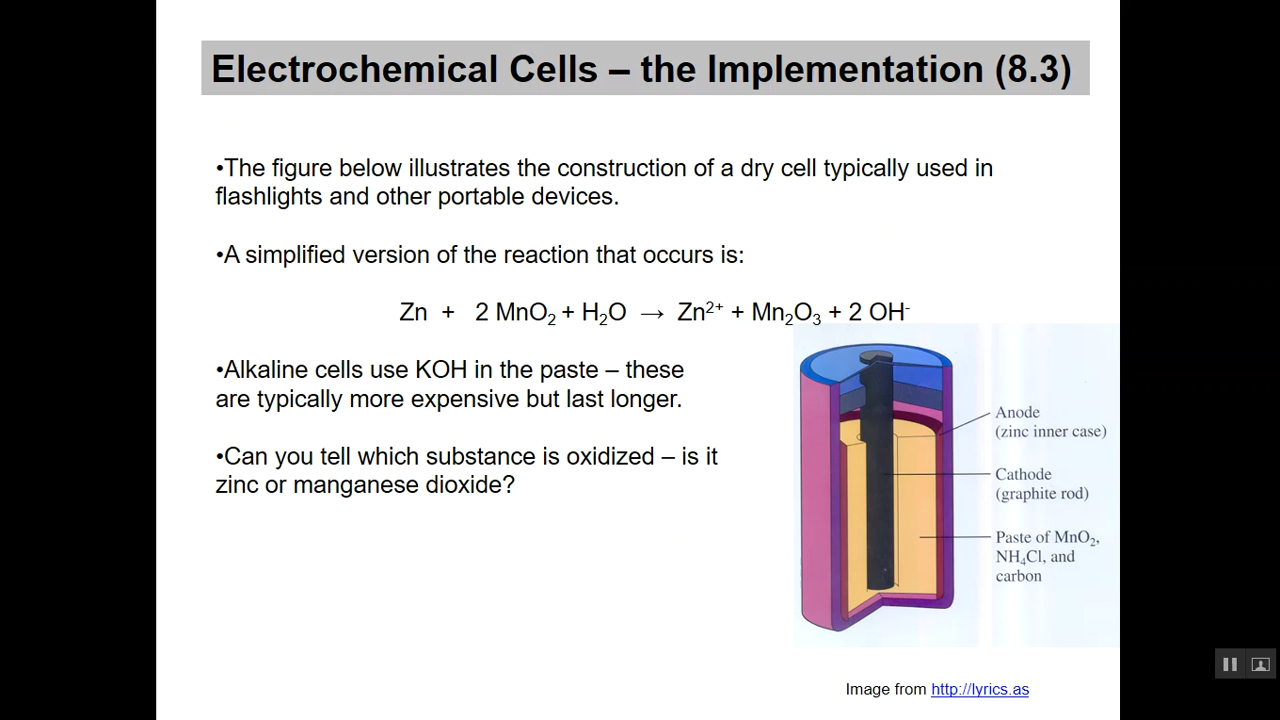 Electrochemical Cells – the Implementation (8.3)
•The figure below illustrates the construction of a dry cell typically used in
flashlights and other portable devices.
•A simplified version of the reaction that occurs is:
Zn + 2 MnO₂ + H₂O → Zn²⁺ + Mn₂O₃ + 2 OH⁻
•Alkaline cells use KOH in the paste – these
are typically more expensive but last longer.
•Can you tell which substance is oxidized – is it
zinc or manganese dioxide?
Anode
(zinc inner case)
Cathode
(graphite rod)
Paste of MnO₂,
NH₄Cl, and
carbon
Image from http://lyrics.as